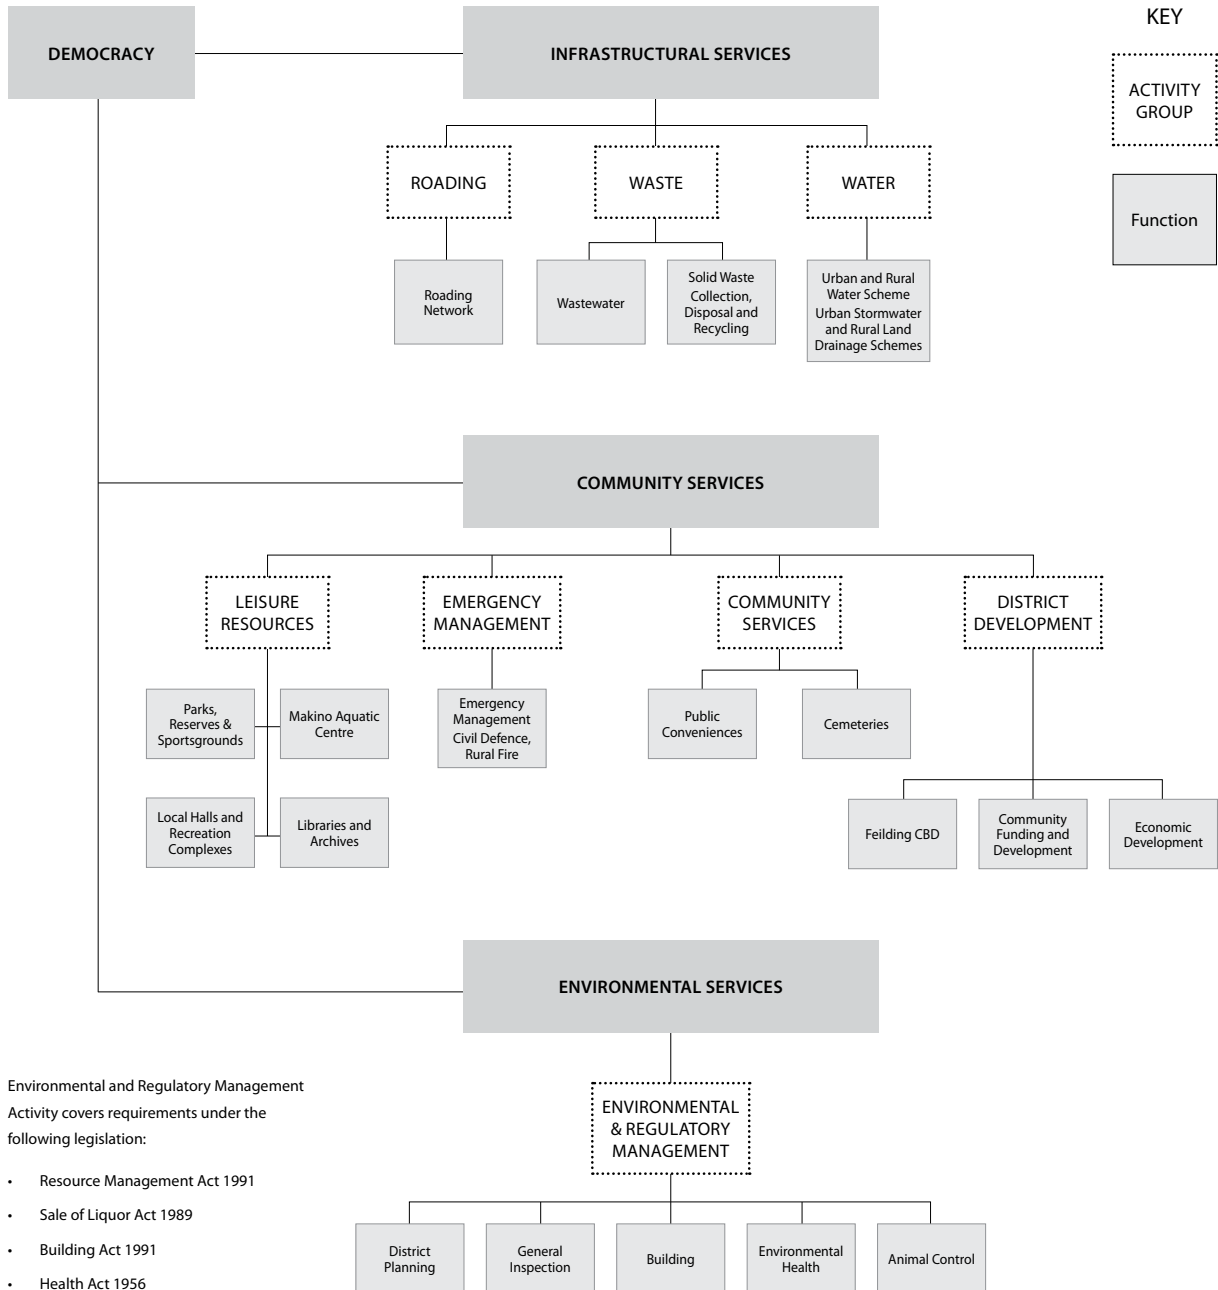 DEMOCRACY
INFRASTRUCTURAL SERVICES
KEY
ACTIVITY
GROUP
Function
ROADING
WASTE
WATER
Roading
Network
Wastewater
Solid Waste
Collection,
Disposal and
Recycling
Urban and Rural
Water Scheme
Urban Stormwater
and Rural Land
Drainage Schemes
COMMUNITY SERVICES
LEISURE
RESOURCES
EMERGENCY
MANAGEMENT
COMMUNITY
SERVICES
DISTRICT
DEVELOPMENT
Parks,
Reserves &
Sportsgrounds
Makino Aquatic
Centre
Local Halls and
Recreation
Complexes
Libraries and
Archives
Emergency
Management
Civil Defence,
Rural Fire
Public
Conveniences
Cemeteries
Feilding CBD
Community
Funding and
Development
Economic
Development
ENVIRONMENTAL SERVICES
ENVIRONMENTAL
& REGULATORY
MANAGEMENT
District
Planning
General
Inspection
Building
Environmental
Health
Animal Control
Environmental and Regulatory Management
Activity covers requirements under the
following legislation:
• Resource Management Act 1991
• Sale of Liquor Act 1989
• Building Act 1991
• Health Act 1956